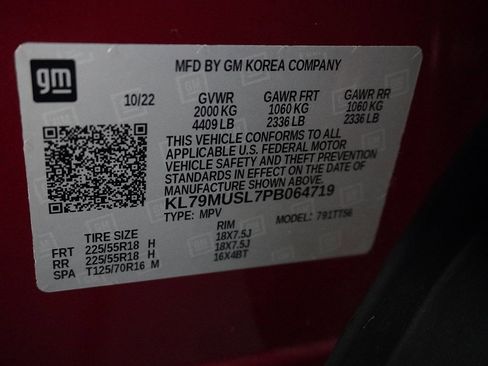 gm
MFD BY GM KOREA COMPANY
10/22 GVWR GAWR FRT GAWR RR
2000 KG 1060 KG 1060 KG
4409 LB 2336 LB 2336 LB
THIS VEHICLE CONFORMS TO ALL
APPLICABLE U.S. FEDERAL MOTOR
VEHICLE SAFETY AND THEFT PREVENTION
STANDARDS IN EFFECT ON THE DATE OF
MANUFACTURE SHOWN ABOVE.
KL79MUSL7PB064719
TYPE: MPV MODEL: 791TT56
TIRE SIZE RIM
FRT 225/55R18 H 18X7.5J
RR 225/55R18 H 18X7.5J
SPA T125/70R16 M 16X4BT